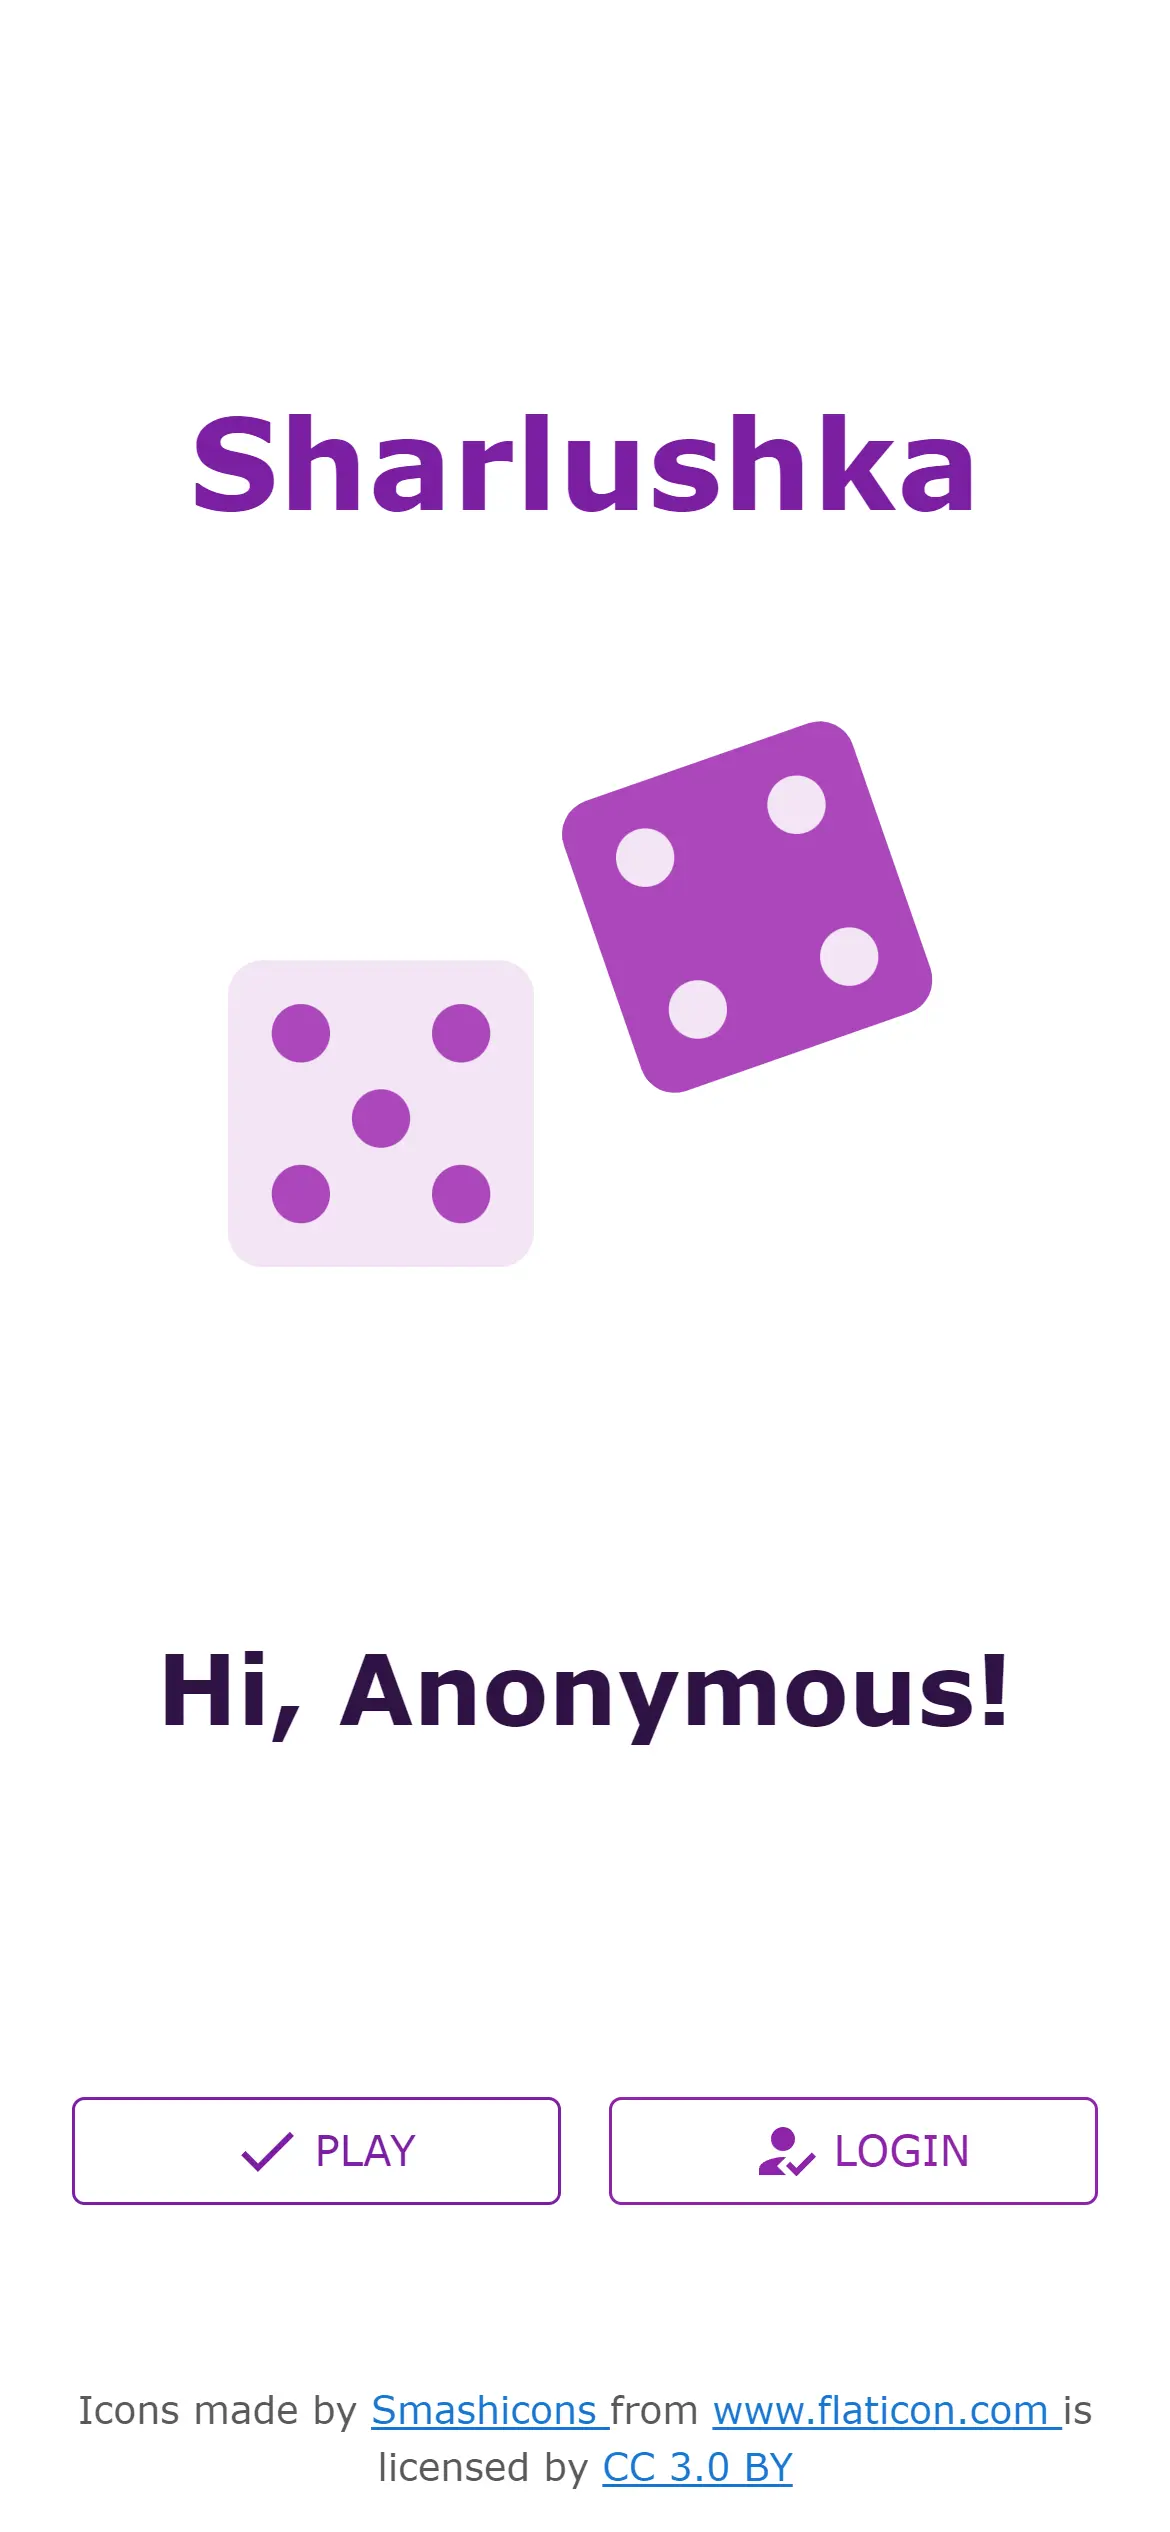 Sharlushka
Hi, Anonymous!
PLAY
LOGIN
Icons made by Smashicons from www.flaticon.com is
licensed by CC 3.0 BY